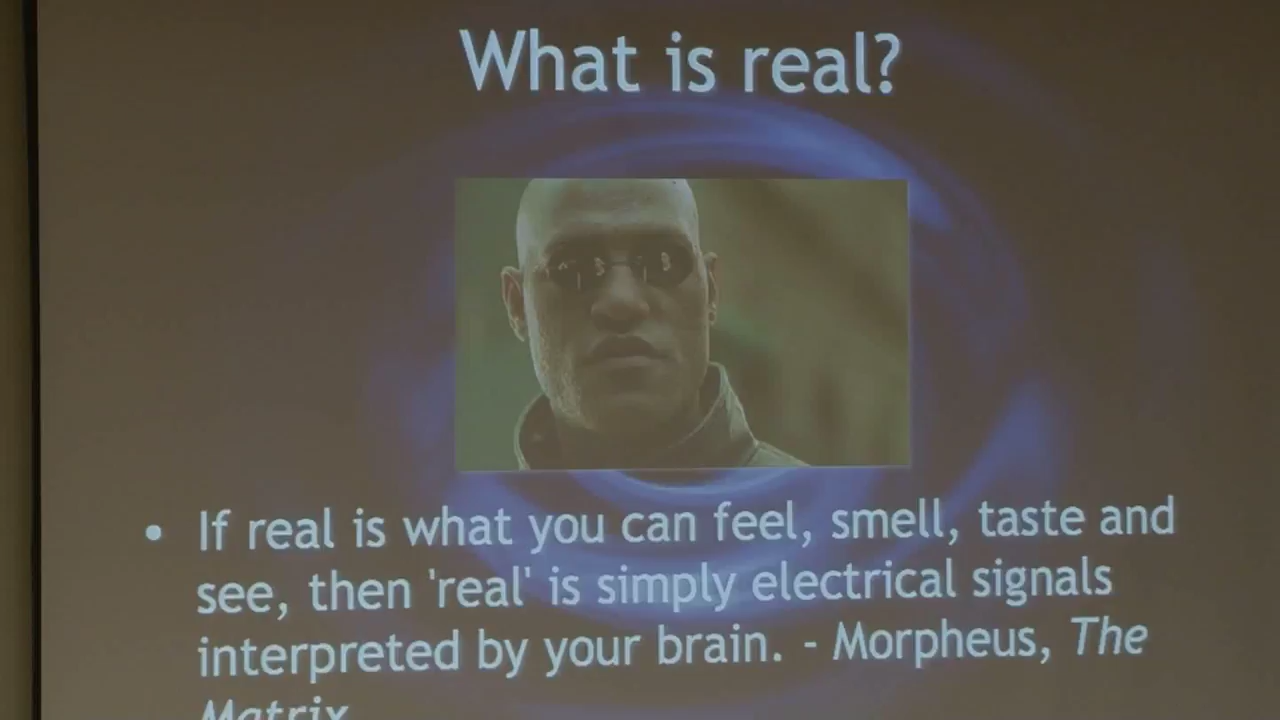 What is real?
• If real is what you can feel, smell, taste and
see, then 'real' is simply electrical signals
interpreted by your brain. - Morpheus, The
Matrix